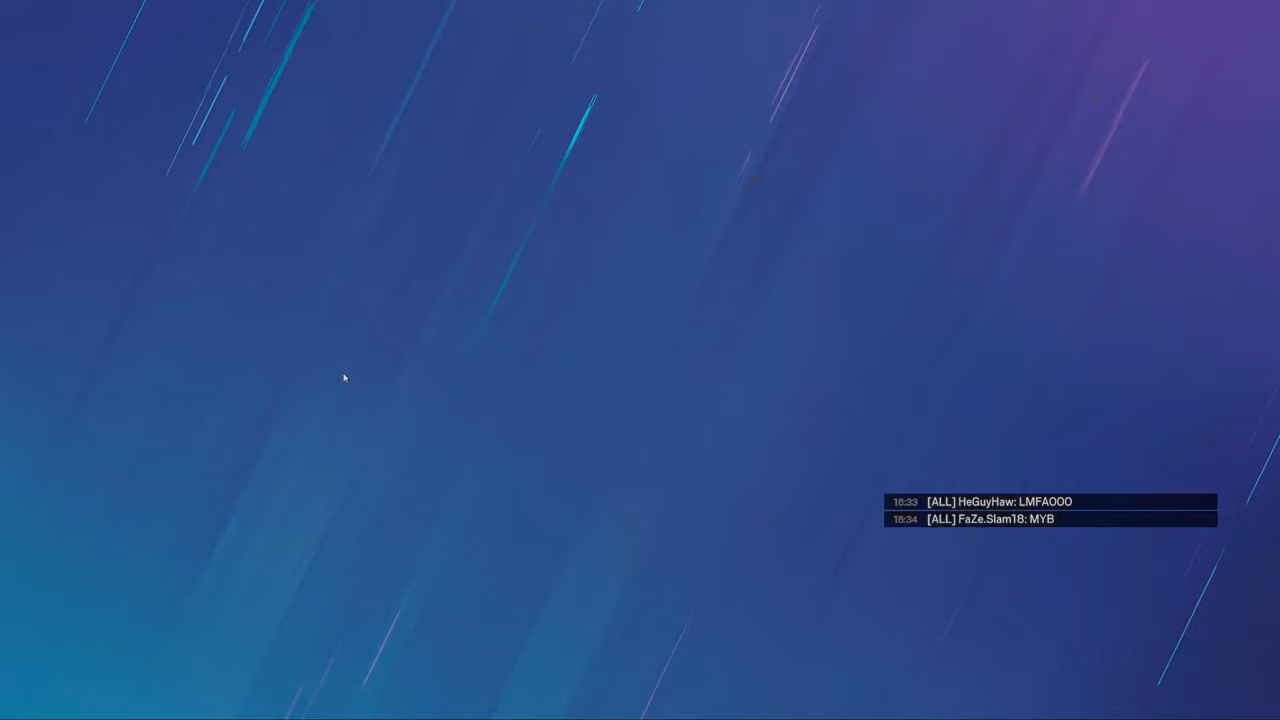 16:33 [ALL] HeGuyHaw: LMFAOOO
16:34 [ALL] FaZe.Slam18: MYB